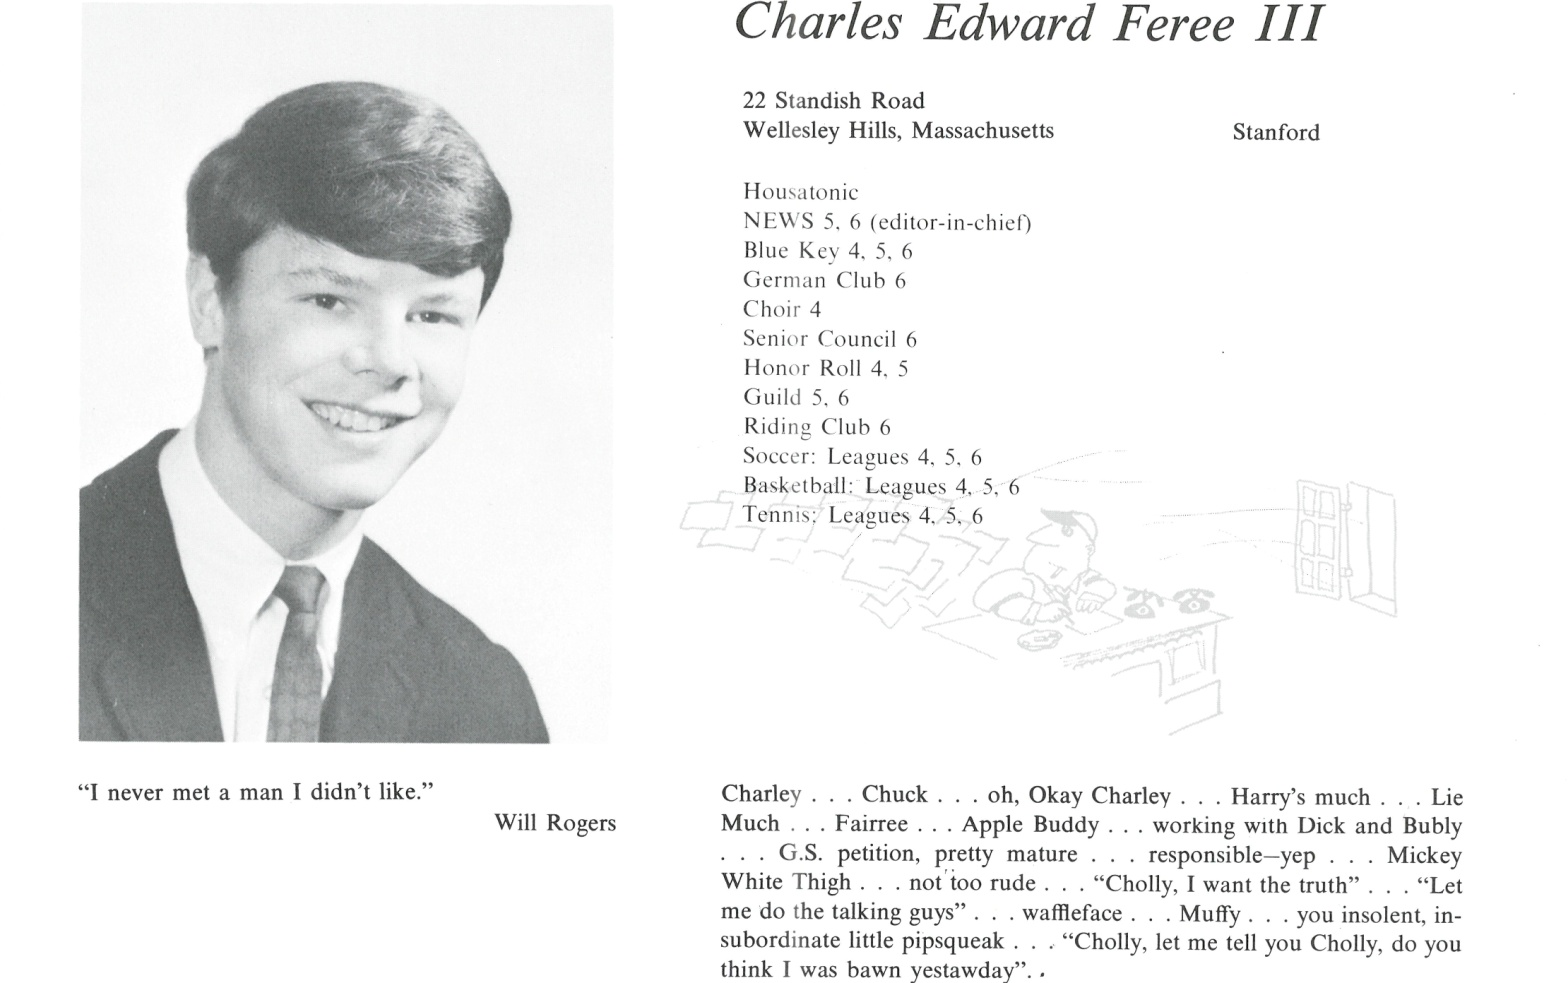 Charles Edward Feree III
22 Standish Road
Wellesley Hills, Massachusetts
Stanford
Housatonic
NEWS 5, 6 (editor-in-chief)
Blue Key 4, 5, 6
German Club 6
Choir 4
Senior Council 6
Honor Roll 4, 5
Guild 5, 6
Riding Club 6
Soccer: Leagues 4, 5, 6
Basketball: Leagues 4, 5, 6
Tennis: Leagues 4, 5, 6
“I never met a man I didn’t like.”
Will Rogers
Charley . . . Chuck . . . oh, Okay Charley . . . Harry’s much . . . Lie
Much . . . Fairree . . . Apple Buddy . . . working with Dick and Bubly
. . . G.S. petition, pretty mature . . . responsible—yep . . . Mickey
White Thigh . . . not too rude . . . “Cholly, I want the truth” . . . “Let
me do the talking guys” . . . waffleface . . . Muffy . . . you insolent, in-
subordinate little pipsqueak . . . “Cholly, let me tell you Cholly, do you
think I was bawn yestawday”. .